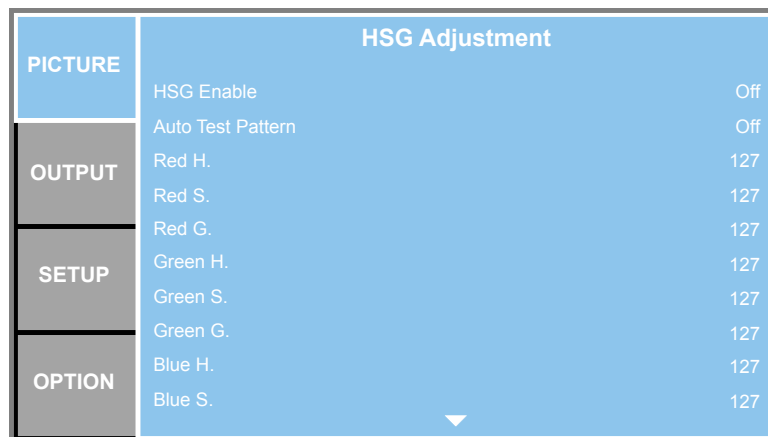 PICTURE
OUTPUT
SETUP
OPTION
HSG Adjustment
HSG Enable Off
Auto Test Pattern Off
Red H. 127
Red S. 127
Red G. 127
Green H. 127
Green S. 127
Green G. 127
Blue H. 127
Blue S. 127